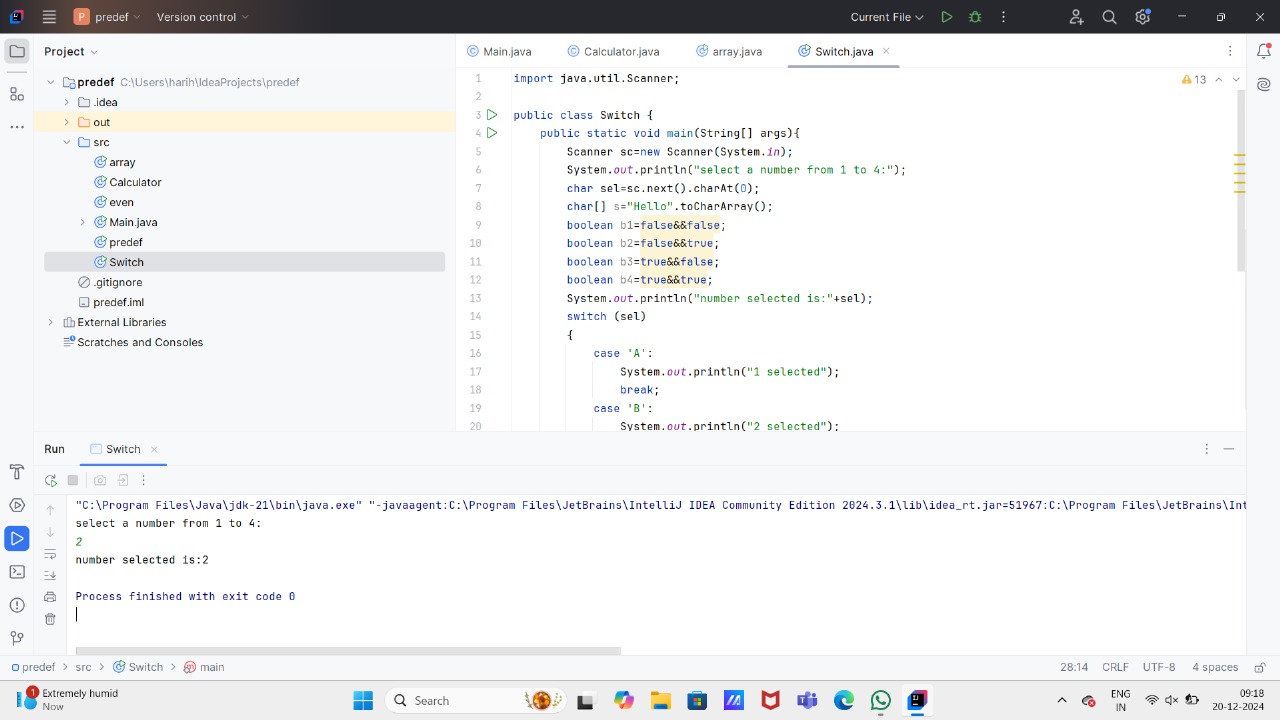 P predef Version control Current File
Project
Main.java Calculator.java array.java Switch.java
predef C:\Users\harih\IdeaProjects\predef
.idea
out
src
array
Calculator
even
Main.java
predef
Switch
.gitignore
predef.iml
External Libraries
Scratches and Consoles
13
1 import java.util.Scanner;
2
3 public class Switch {
4 public static void main(String[] args){
5 Scanner sc=new Scanner(System.in);
6 System.out.println("select a number from 1 to 4:");
7 char sel=sc.next().charAt(0);
8 char[] s="Hello".toCharArray();
9 boolean b1=false&&false;
10 boolean b2=false&&true;
11 boolean b3=true&&false;
12 boolean b4=true&&true;
13 System.out.println("number selected is:"+sel);
14 switch (sel)
15 {
16 case 'A':
17 System.out.println("1 selected");
18 break;
19 case 'B':
20 System.out.println("2 selected");
Run Switch
"C:\Program Files\Java\jdk-21\bin\java.exe" "-javaagent:C:\Program Files\JetBrains\IntelliJ IDEA Community Edition 2024.3.1\lib\idea_rt.jar=51967:C:\Program Files\JetBrains\Int
select a number from 1 to 4:
2
number selected is:2
Process finished with exit code 0
predef > src > Switch > main 28:14 CRLF UTF-8 4 spaces
1 Extremely humid
Now
Search
ENG
IN
09:18
20-12-2024